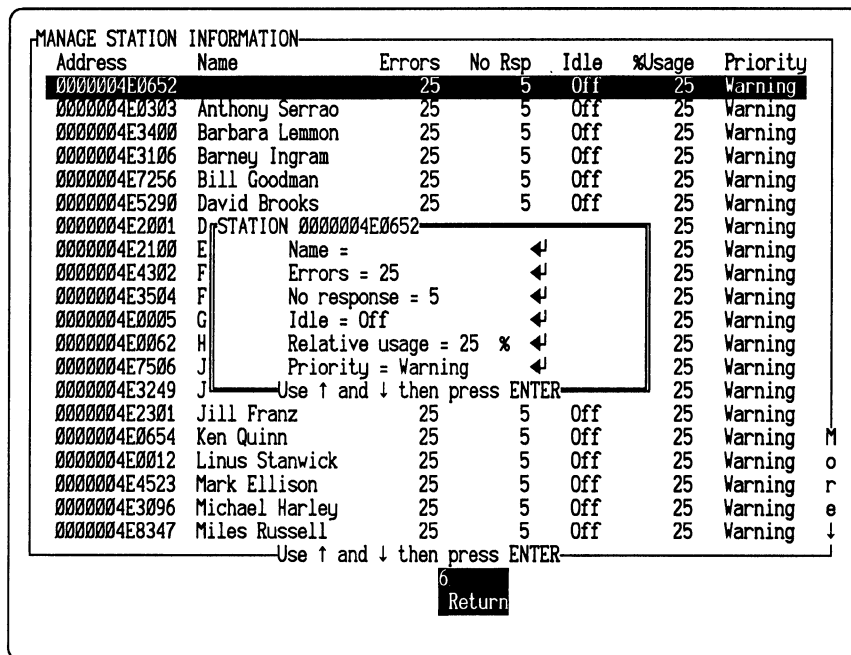 MANAGE STATION INFORMATION
Address Name Errors No Rsp Idle %Usage Priority
0000004E0652 25 5 Off 25 Warning
0000004E0303 Anthony Serrao 25 5 Off 25 Warning
0000004E3400 Barbara Lemmon 25 5 Off 25 Warning
0000004E3106 Barney Ingram 25 5 Off 25 Warning
0000004E7256 Bill Goodman 25 5 Off 25 Warning
0000004E5290 David Brooks 25 5 Off 25 Warning
0000004E2001 D STATION 0000004E0652 25 Warning
0000004E2100 E Name = ↵ 25 Warning
0000004E4302 F Errors = 25 ↵ 25 Warning
0000004E3504 F No response = 5 ↵ 25 Warning
0000004E0005 G Idle = Off ↵ 25 Warning
0000004E0062 H Relative usage = 25 % ↵ 25 Warning
0000004E7506 J Priority = Warning ↵ 25 Warning
0000004E3249 J Use ↑ and ↓ then press ENTER 25 Warning
0000004E2301 Jill Franz 25 5 Off 25 Warning
0000004E0654 Ken Quinn 25 5 Off 25 Warning M
0000004E0012 Linus Stanwick 25 5 Off 25 Warning o
0000004E4523 Mark Ellison 25 5 Off 25 Warning r
0000004E3096 Michael Harley 25 5 Off 25 Warning e
0000004E8347 Miles Russell 25 5 Off 25 Warning ↓
Use ↑ and ↓ then press ENTER
6
Return